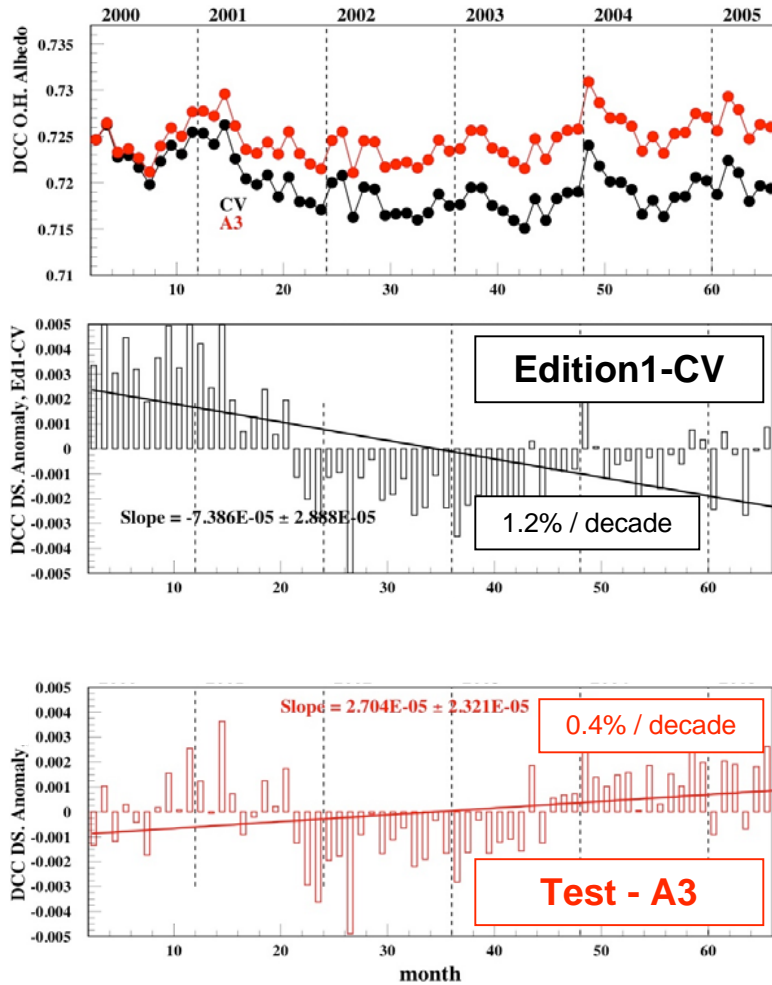 2000 2001 2002 2003 2004 2005
DCC O.H. Albedo
0.735
0.73
0.725
0.72
0.715
0.71
CV
A3
10 20 30 40 50 60
DCC DS. Anomaly, Ed1-CV
0.005
0.004
0.003
0.002
0.001
0
-0.001
-0.002
-0.003
-0.004
-0.005
Edition1-CV
Slope = -7.386E-05 ± 2.888E-05
1.2% / decade
10 20 30 40 50 60
DCC DS. Anomaly,
0.005
0.004
0.003
0.002
0.001
0
-0.001
-0.002
-0.003
-0.004
-0.005
Slope = 2.704E-05 ± 2.321E-05
0.4% / decade
Test - A3
10 20 30 40 50 60
month